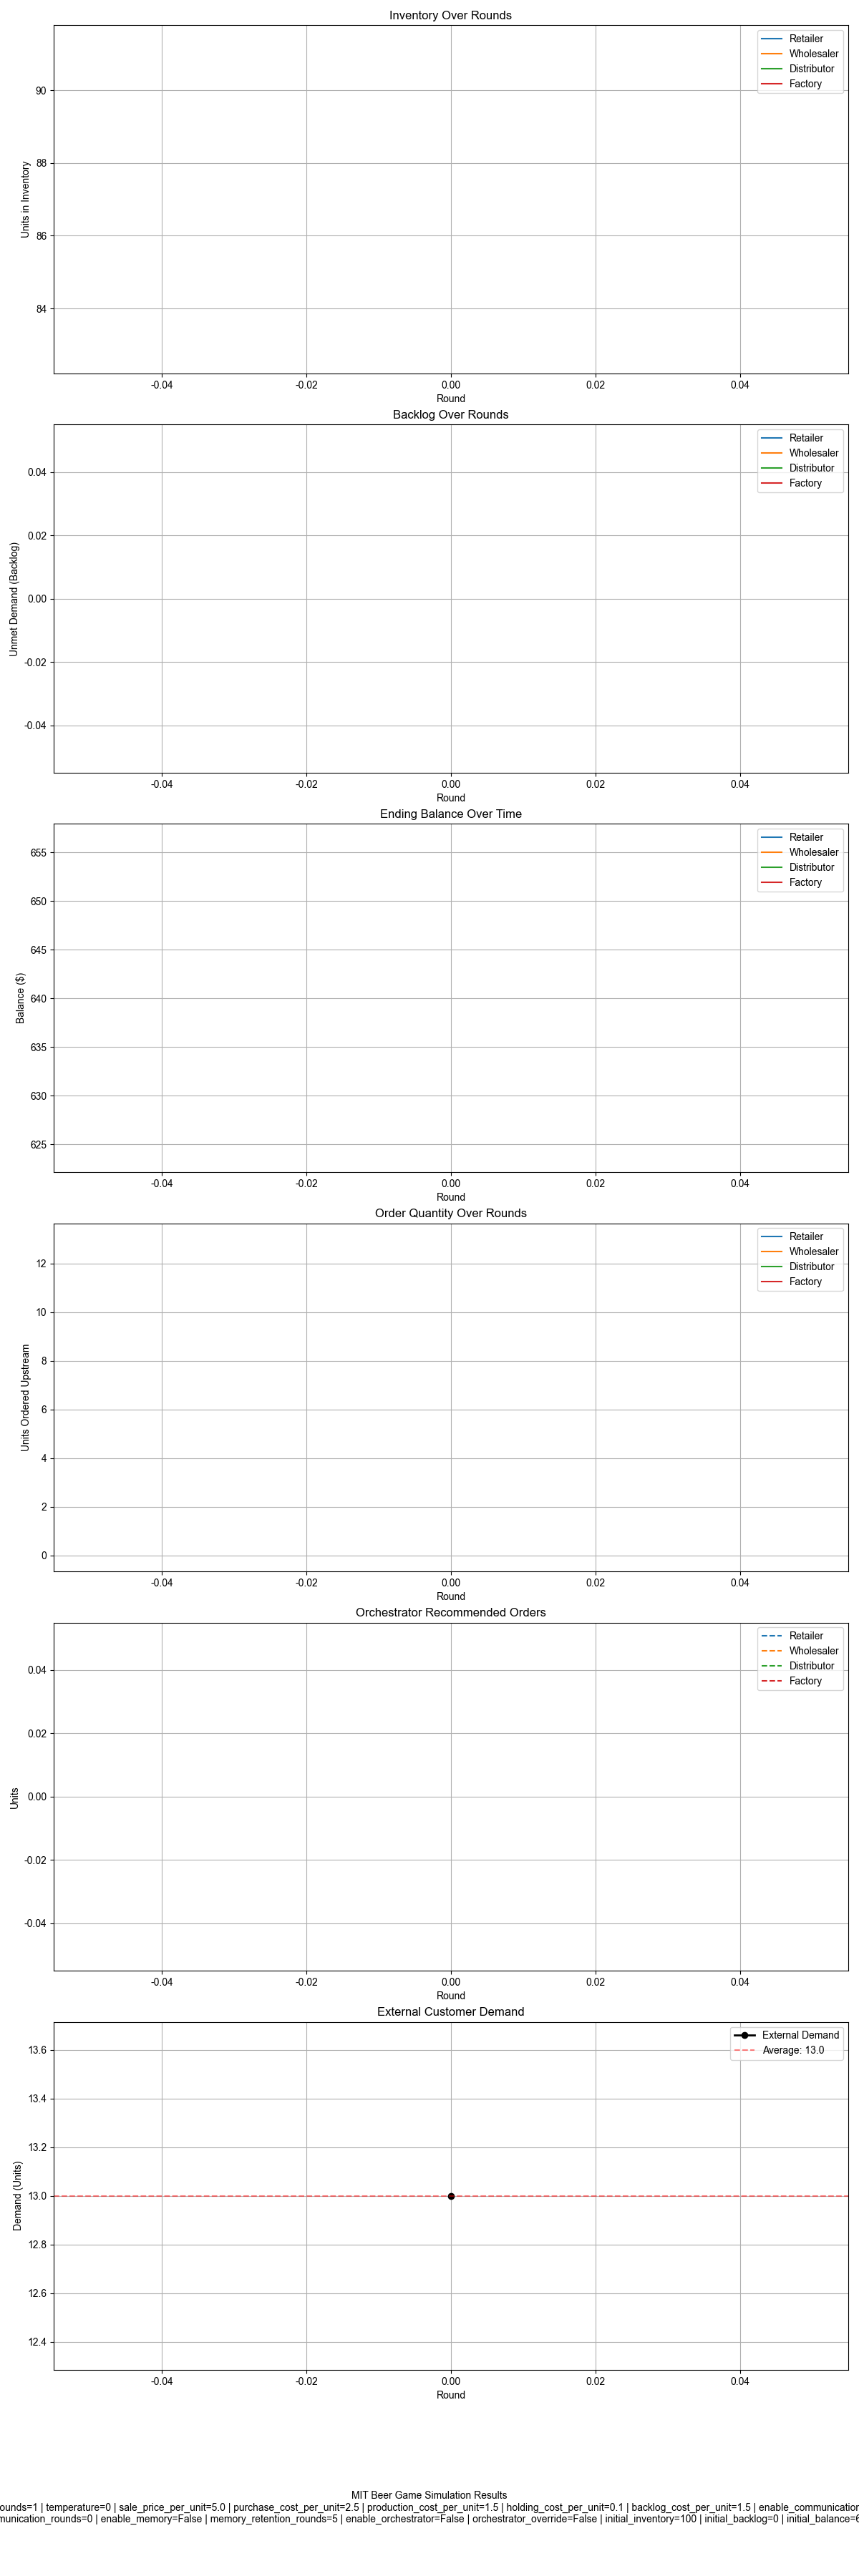 Inventory Over Rounds
Retailer
Wholesaler
Distributor
Factory
90
88
86
84
Units in Inventory
-0.04 -0.02 0.00 0.02 0.04
Round
Backlog Over Rounds
Retailer
Wholesaler
Distributor
Factory
0.04
0.02
0.00
-0.02
-0.04
Unmet Demand (Backlog)
-0.04 -0.02 0.00 0.02 0.04
Round
Ending Balance Over Time
Retailer
Wholesaler
Distributor
Factory
655
650
645
640
635
630
625
Balance ($)
-0.04 -0.02 0.00 0.02 0.04
Round
Order Quantity Over Rounds
Retailer
Wholesaler
Distributor
Factory
12
10
8
6
4
2
0
Units Ordered Upstream
-0.04 -0.02 0.00 0.02 0.04
Round
Orchestrator Recommended Orders
Retailer
Wholesaler
Distributor
Factory
0.04
0.02
0.00
-0.02
-0.04
Units
-0.04 -0.02 0.00 0.02 0.04
Round
External Customer Demand
External Demand
Average: 13.0
13.6
13.4
13.2
13.0
12.8
12.6
12.4
Demand (Units)
-0.04 -0.02 0.00 0.02 0.04
Round
MIT Beer Game Simulation Results
ounds=1 | temperature=0 | sale_price_per_unit=5.0 | purchase_cost_per_unit=2.5 | production_cost_per_unit=1.5 | holding_cost_per_unit=0.1 | backlog_cost_per_unit=1.5 | enable_communication
munication_rounds=0 | enable_memory=False | memory_retention_rounds=5 | enable_orchestrator=False | orchestrator_override=False | initial_inventory=100 | initial_backlog=0 | initial_balance=6